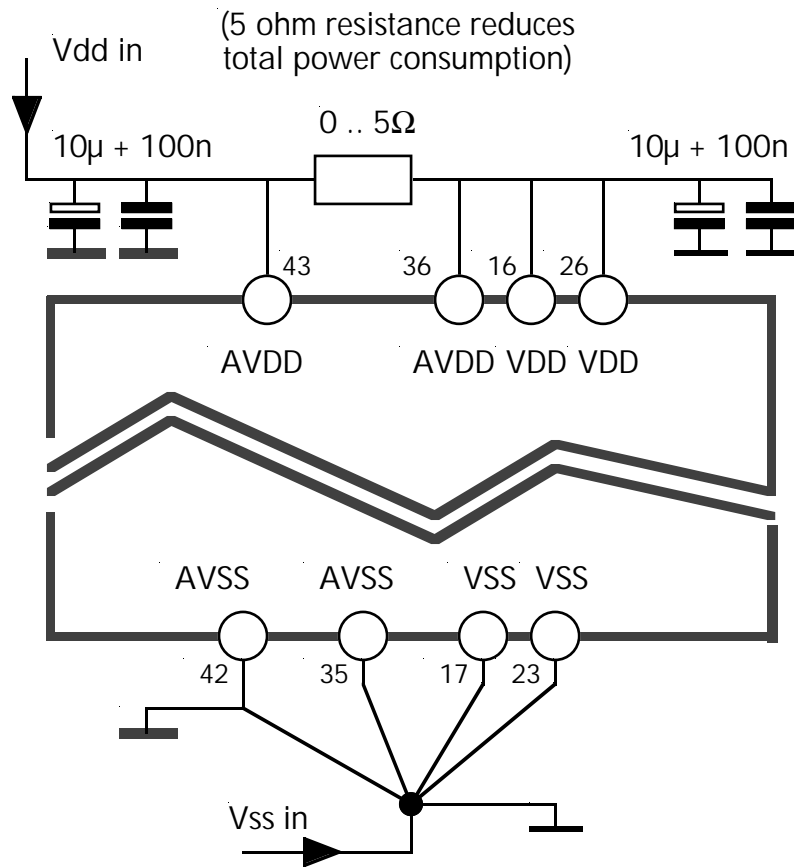 (5 ohm resistance reduces
total power consumption)
Vdd in
0 .. 5Ω
10µ + 100n
10µ + 100n
43
36
16
26
AVDD
AVDD
VDD
VDD
AVSS
AVSS
VSS
VSS
42
35
17
23
Vss in